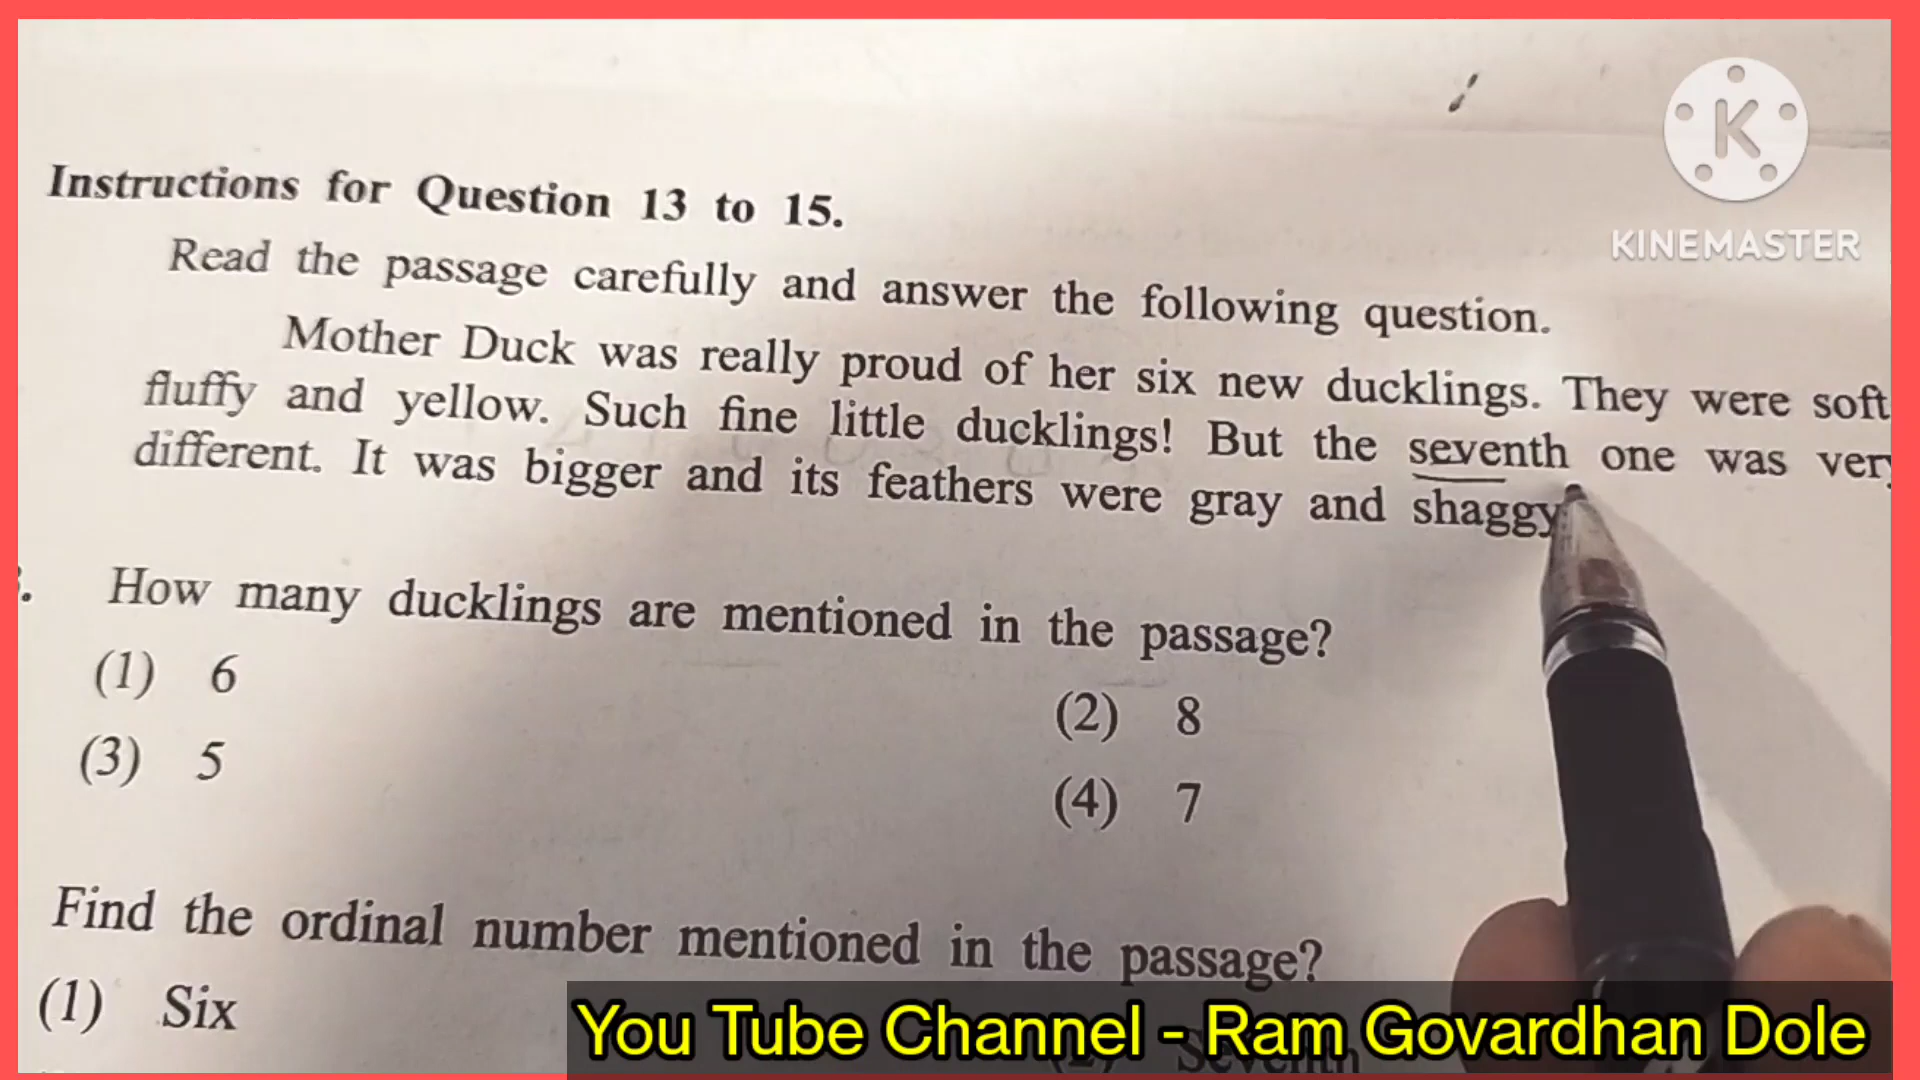 K
KINEMASTER
Instructions for Question 13 to 15.
Read the passage carefully and answer the following question.
Mother Duck was really proud of her six new ducklings. They were soft
fluffy and yellow. Such fine little ducklings! But the seventh one was very
different. It was bigger and its feathers were gray and shaggy
How many ducklings are mentioned in the passage?
(1) 6
(2) 8
(3) 5
(4) 7
Find the ordinal number mentioned in the passage?
(1) Six
(2) Seventh
You Tube Channel - Ram Govardhan Dole